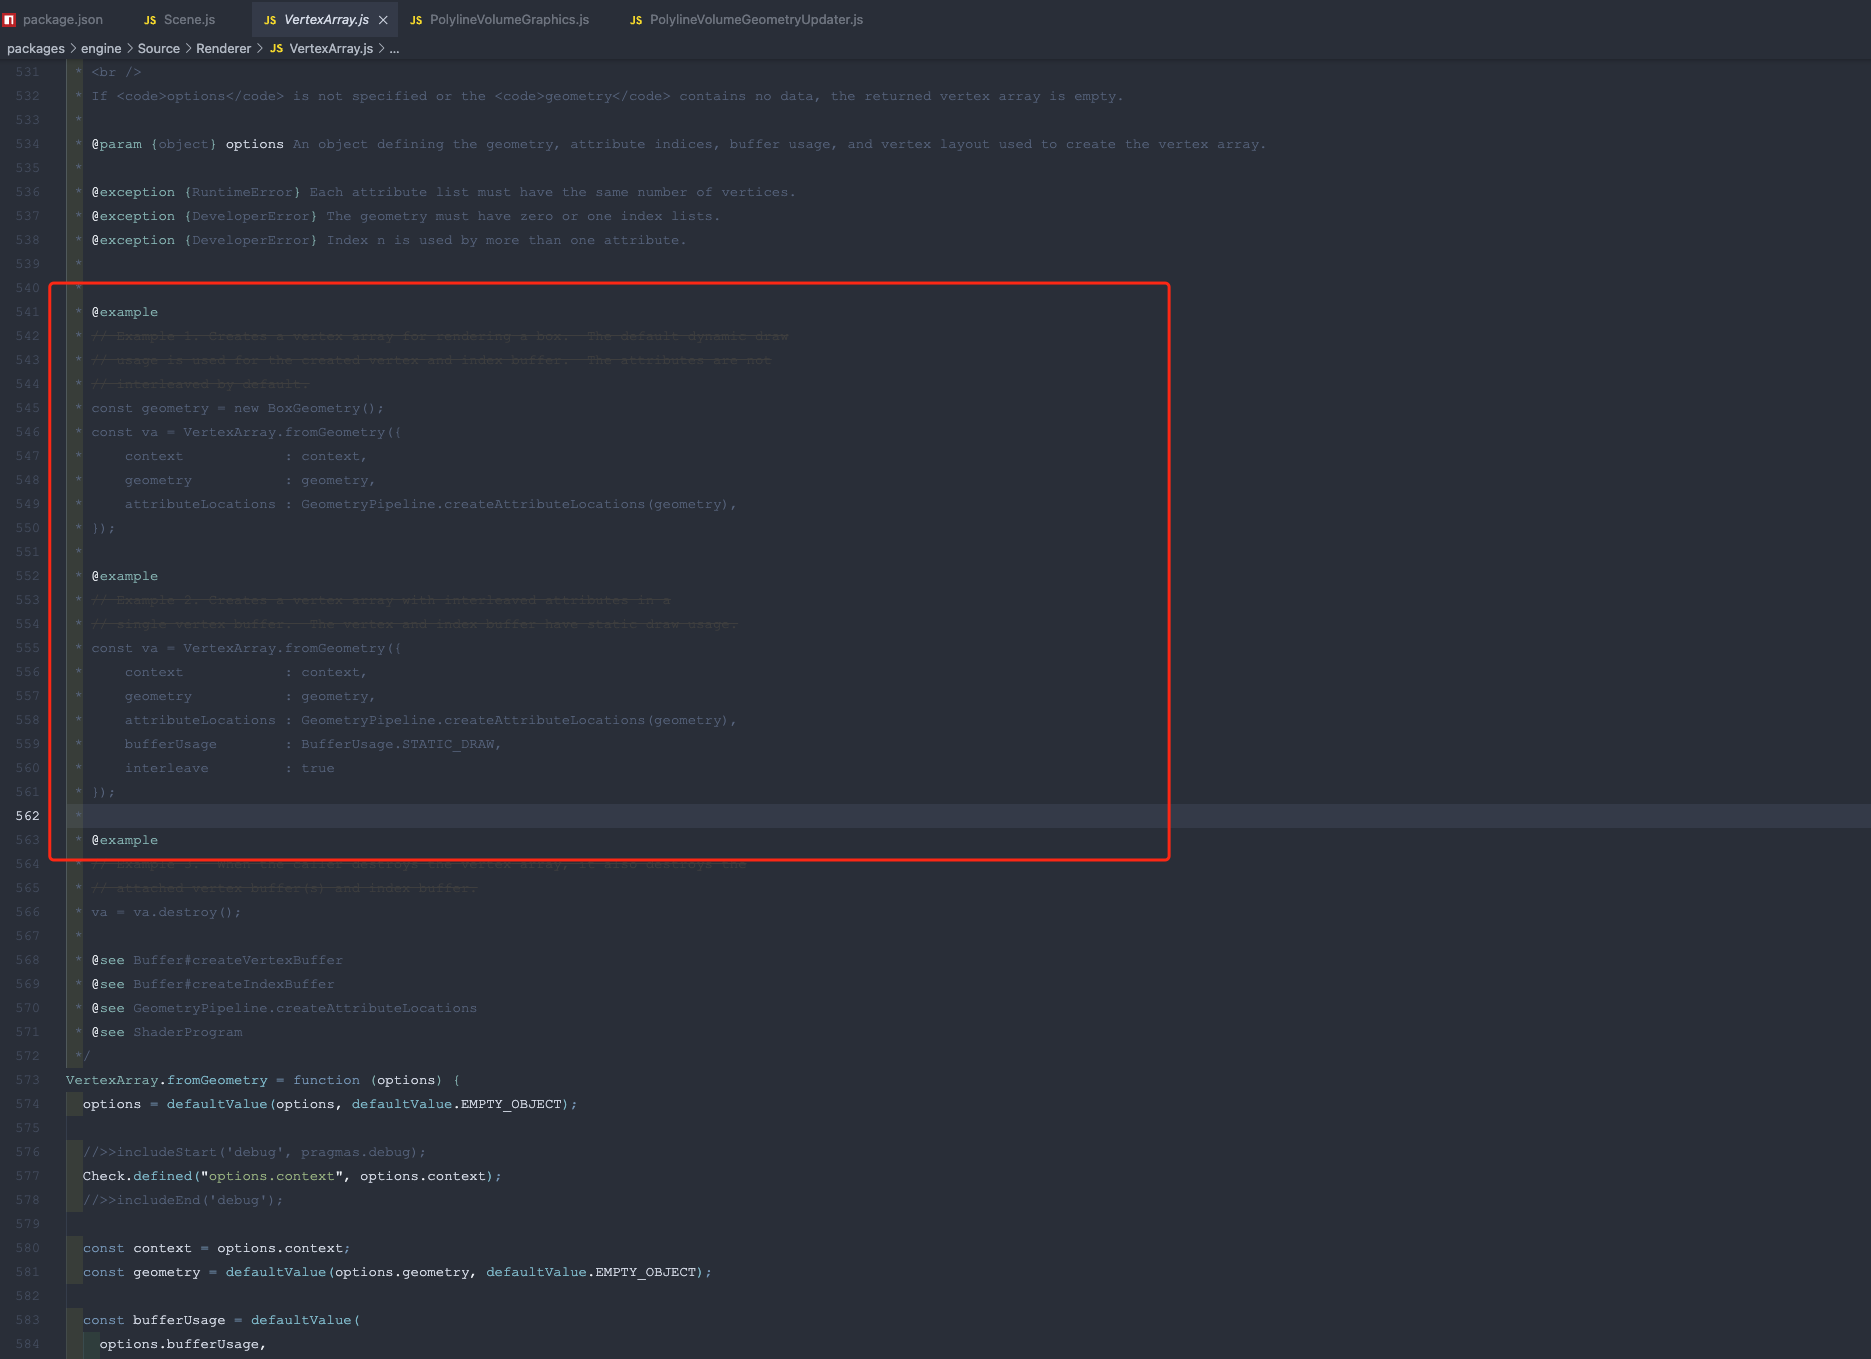 package.json JS Scene.js JS VertexArray.js × JS PolylineVolumeGraphics.js JS PolylineVolumeGeometryUpdater.js
packages > engine > Source > Renderer > JS VertexArray.js > ...
531 * <br />
532 * If <code>options</code> is not specified or the <code>geometry</code> contains no data, the returned vertex array is empty.
533 *
534 * @param {object} options An object defining the geometry, attribute indices, buffer usage, and vertex layout used to create the vertex array.
535 *
536 * @exception {RuntimeError} Each attribute list must have the same number of vertices.
537 * @exception {DeveloperError} The geometry must have zero or one index lists.
538 * @exception {DeveloperError} Index n is used by more than one attribute.
539 *
540 *
541 * @example
542 * // Example 1. Creates a vertex array for rendering a box.  The default dynamic draw
543 * // usage is used for the created vertex and index buffer.  The attributes are not
544 * // interleaved by default.
545 * const geometry = new BoxGeometry();
546 * const va = VertexArray.fromGeometry({
547 *     context            : context,
548 *     geometry           : geometry,
549 *     attributeLocations : GeometryPipeline.createAttributeLocations(geometry),
550 * });
551 *
552 * @example
553 * // Example 2. Creates a vertex array with interleaved attributes in a
554 * // single vertex buffer.  The vertex and index buffer have static draw usage.
555 * const va = VertexArray.fromGeometry({
556 *     context            : context,
557 *     geometry           : geometry,
558 *     attributeLocations : GeometryPipeline.createAttributeLocations(geometry),
559 *     bufferUsage        : BufferUsage.STATIC_DRAW,
560 *     interleave         : true
561 * });
562 *
563 * @example
564 * // Example 3.  When the caller destroys the vertex array, it also destroys the
565 * // attached vertex buffer(s) and index buffer.
566 * va = va.destroy();
567 *
568 * @see Buffer#createVertexBuffer
569 * @see Buffer#createIndexBuffer
570 * @see GeometryPipeline.createAttributeLocations
571 * @see ShaderProgram
572 */
573 VertexArray.fromGeometry = function (options) {
574   options = defaultValue(options, defaultValue.EMPTY_OBJECT);
575
576   //>>includeStart('debug', pragmas.debug);
577   Check.defined("options.context", options.context);
578   //>>includeEnd('debug');
579
580   const context = options.context;
581   const geometry = defaultValue(options.geometry, defaultValue.EMPTY_OBJECT);
582
583   const bufferUsage = defaultValue(
584     options.bufferUsage,